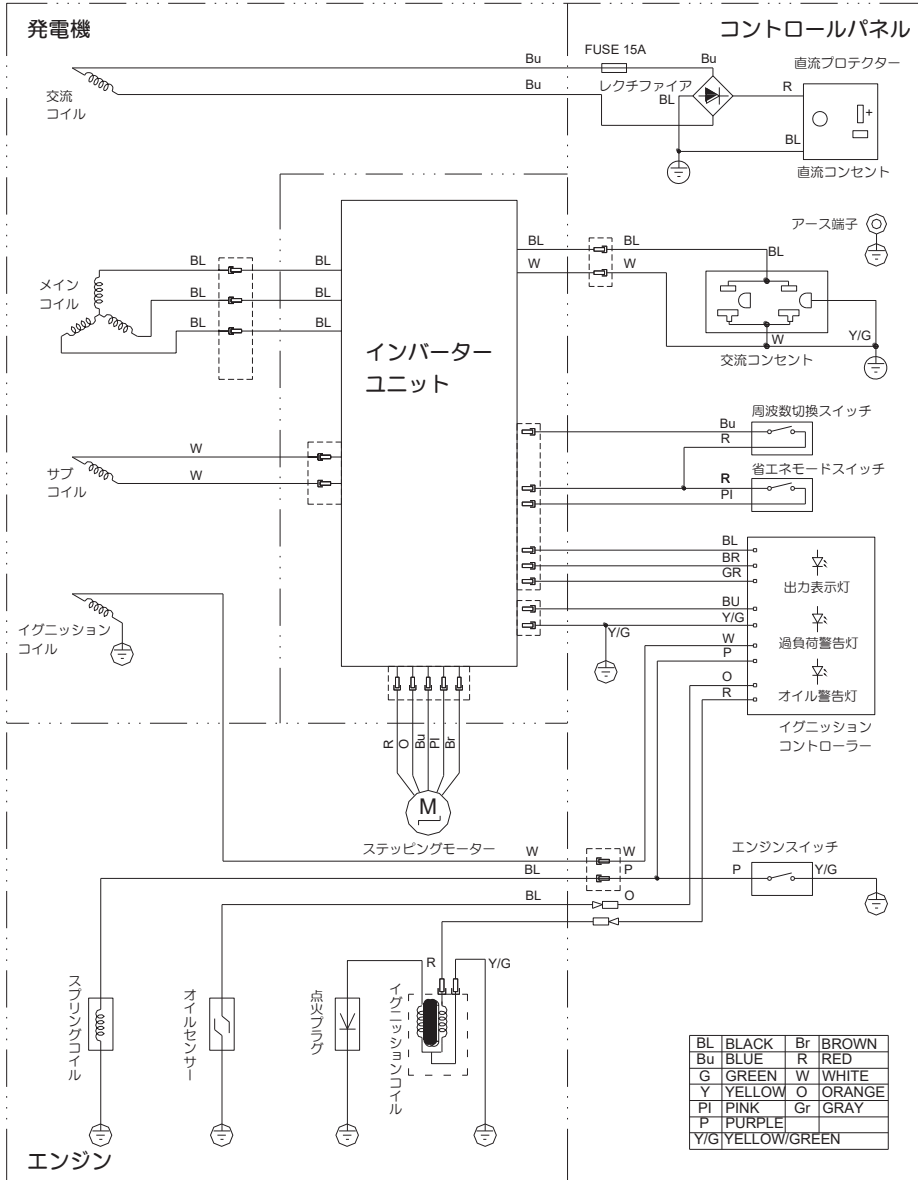 発電機
コントロールパネル
Bu
FUSE 15A
Bu
直流プロテクター
交流
コイル
Bu
レクチファイア
BL
R
+
BL
直流コンセント
アース端子
BL
BL
BL
W
W
メイン
コイル
BL
BL
BL
BL
BL
BL
インバーター
ユニット
W
Y/G
交流コンセント
周波数切換スイッチ
Bu
R
省エネモードスイッチ
R
PI
サブ
コイル
W
W
BL
BR
GR
出力表示灯
BU
Y/G
Y/G
過負荷警告灯
W
P
O
R
オイル警告灯
イグニッション
コントローラー
イグニッション
コイル
R
O
Bu
PI
Br
M
ステッピングモーター
W
W
BL
P
エンジンスイッチ
P
Y/G
BL
O
R
Y/G
スプリングコイル
オイルセンサー
点火プラグ
イグニッションコイル
エンジン
BL BLACK Br BROWN
Bu BLUE R RED
G GREEN W WHITE
Y YELLOW O ORANGE
PI PINK Gr GRAY
P PURPLE
Y/G YELLOW/GREEN